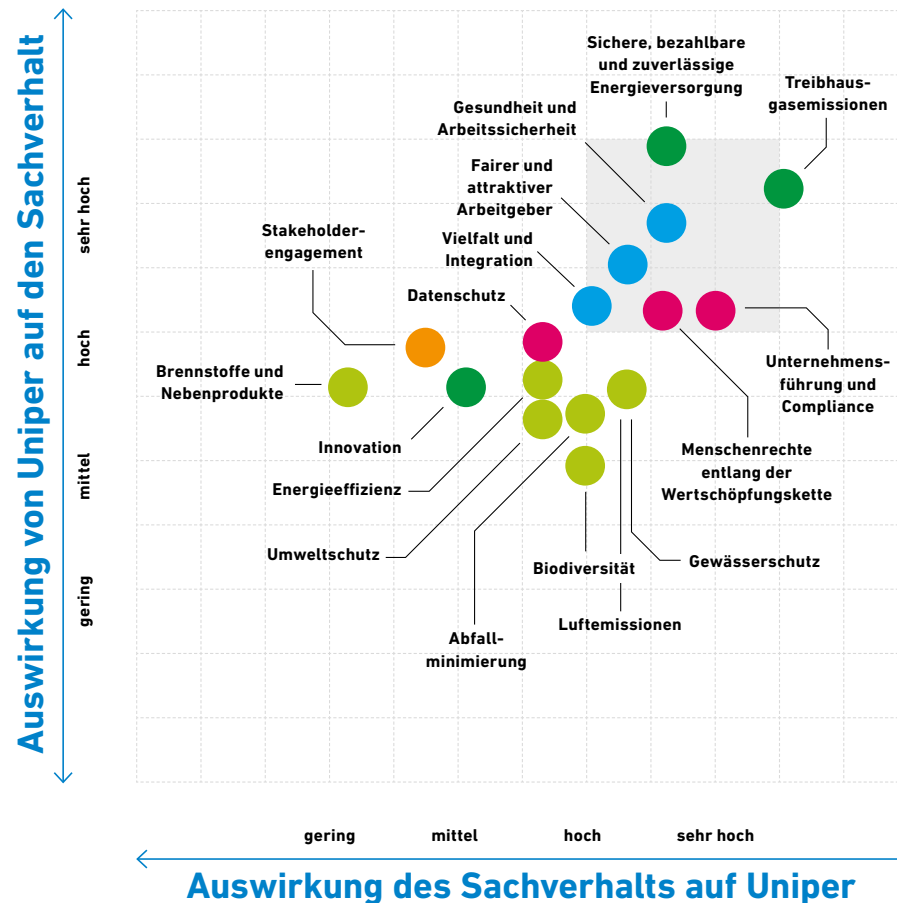 Auswirkung von Uniper auf den Sachverhalt
sehr hoch
hoch
mittel
gering
Sichere, bezahlbare
und zuverlässige
Energieversorgung
Treibhaus-
gasemissionen
Gesundheit und
Arbeitssicherheit
Fairer und
attraktiver
Arbeitgeber
Vielfalt und
Integration
Stakeholder-
engagement
Datenschutz
Brennstoffe und
Nebenprodukte
Unternehmens-
führung und
Compliance
Innovation
Menschenrechte
entlang der
Wertschöpfungskette
Energieeffizienz
Umweltschutz
Biodiversität
Gewässerschutz
Luftemissionen
Abfall-
minimierung
gering
mittel
hoch
sehr hoch
Auswirkung des Sachverhalts auf Uniper